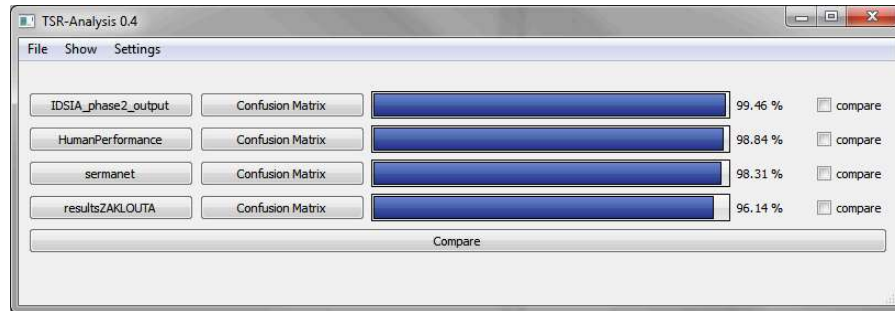 TSR-Analysis 0.4
File Show Settings
IDSIA_phase2_output Confusion Matrix 99.46 % compare
HumanPerformance Confusion Matrix 98.84 % compare
sermanet Confusion Matrix 98.31 % compare
resultsZAKLOUTA Confusion Matrix 96.14 % compare
Compare